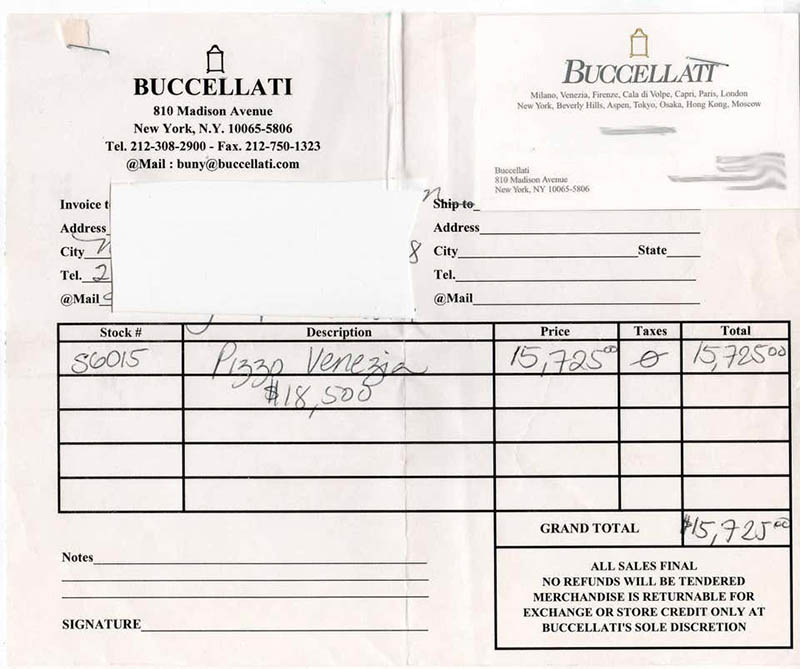 BUCCELLATI
810 Madison Avenue
New York, N.Y. 10065-5806
Tel. 212-308-2900 - Fax. 212-750-1323
@Mail : buny@buccellati.com
BUCCELLATI
Milano, Venezia, Firenze, Cala di Volpe, Capri, Paris, London
New York, Beverly Hills, Aspen, Tokyo, Osaka, Hong Kong, Moscow
Buccellati
810 Madison Avenue
New York, NY 10065-5806
Invoice t
Address
City
Tel. 2
@Mail
Ship to
Address
8 City State
Tel.
@Mail
Stock # Description Price Taxes Total
S6015 Pizzo Venezia 15,725.00 0 15,725.00
$18,500
GRAND TOTAL $15,725.00
Notes
SIGNATURE
ALL SALES FINAL
NO REFUNDS WILL BE TENDERED
MERCHANDISE IS RETURNABLE FOR
EXCHANGE OR STORE CREDIT ONLY AT
BUCCELLATI'S SOLE DISCRETION